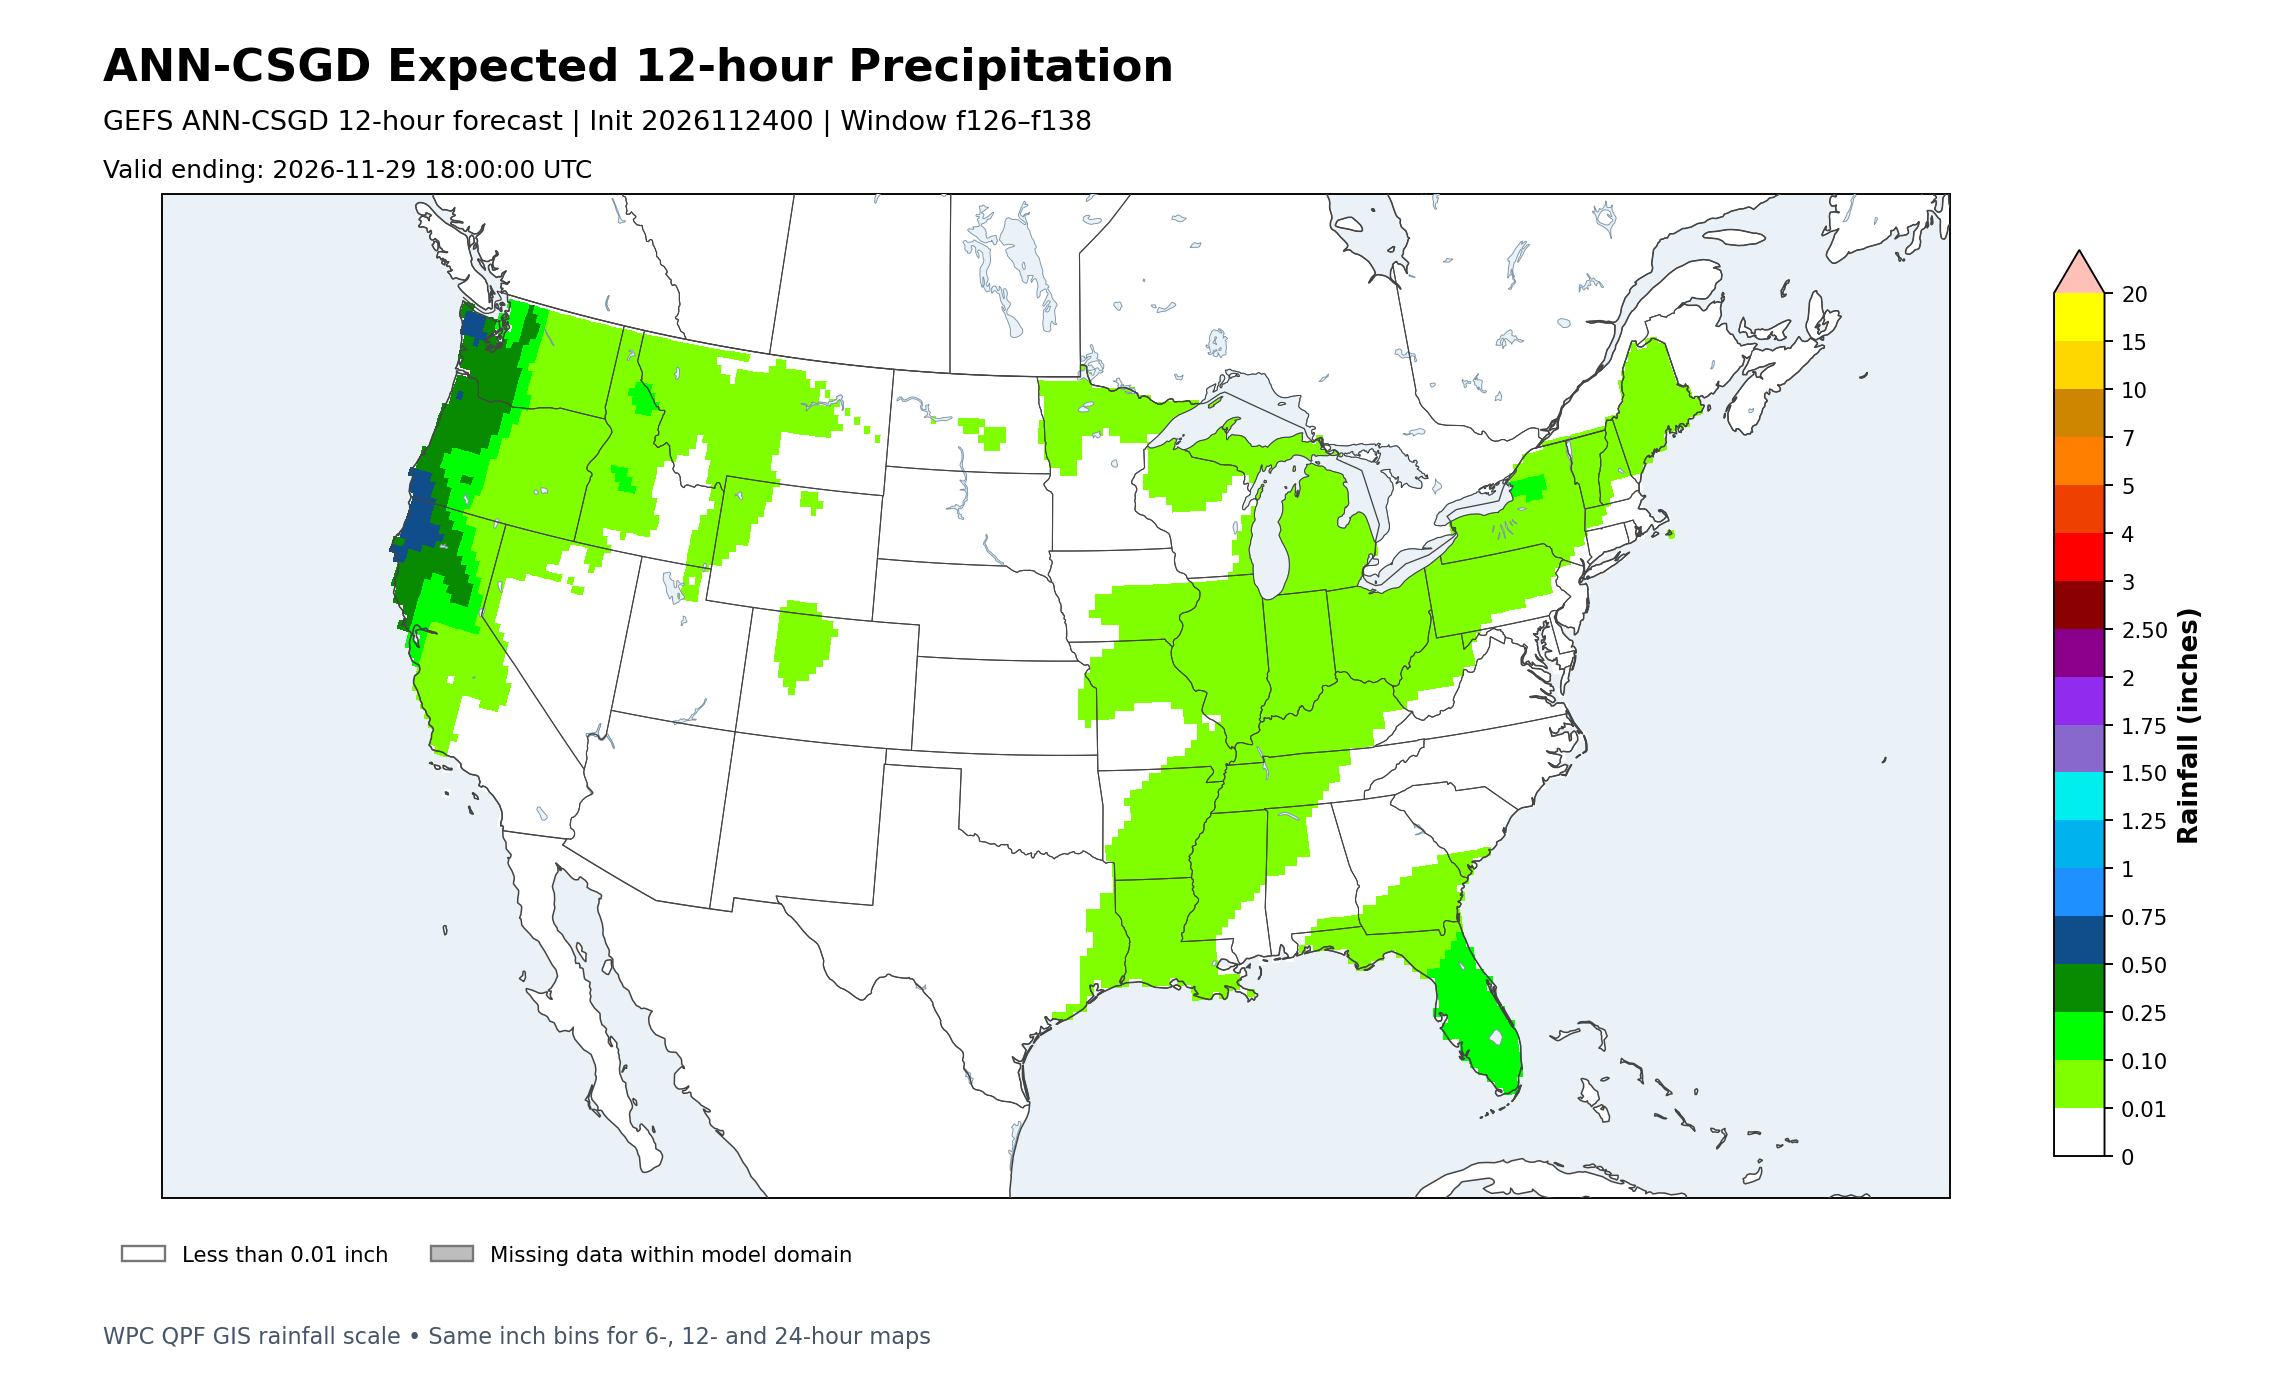 ANN-CSGD Expected 12-hour Precipitation
GEFS ANN-CSGD 12-hour forecast | Init 2026112400 | Window f126–f138
Valid ending: 2026-11-29 18:00:00 UTC
20
15
10
7
5
4
3
2.50
2
1.75
1.50
1.25
1
0.75
0.50
0.25
0.10
0.01
0
Rainfall (inches)
Less than 0.01 inch
Missing data within model domain
WPC QPF GIS rainfall scale • Same inch bins for 6-, 12- and 24-hour maps